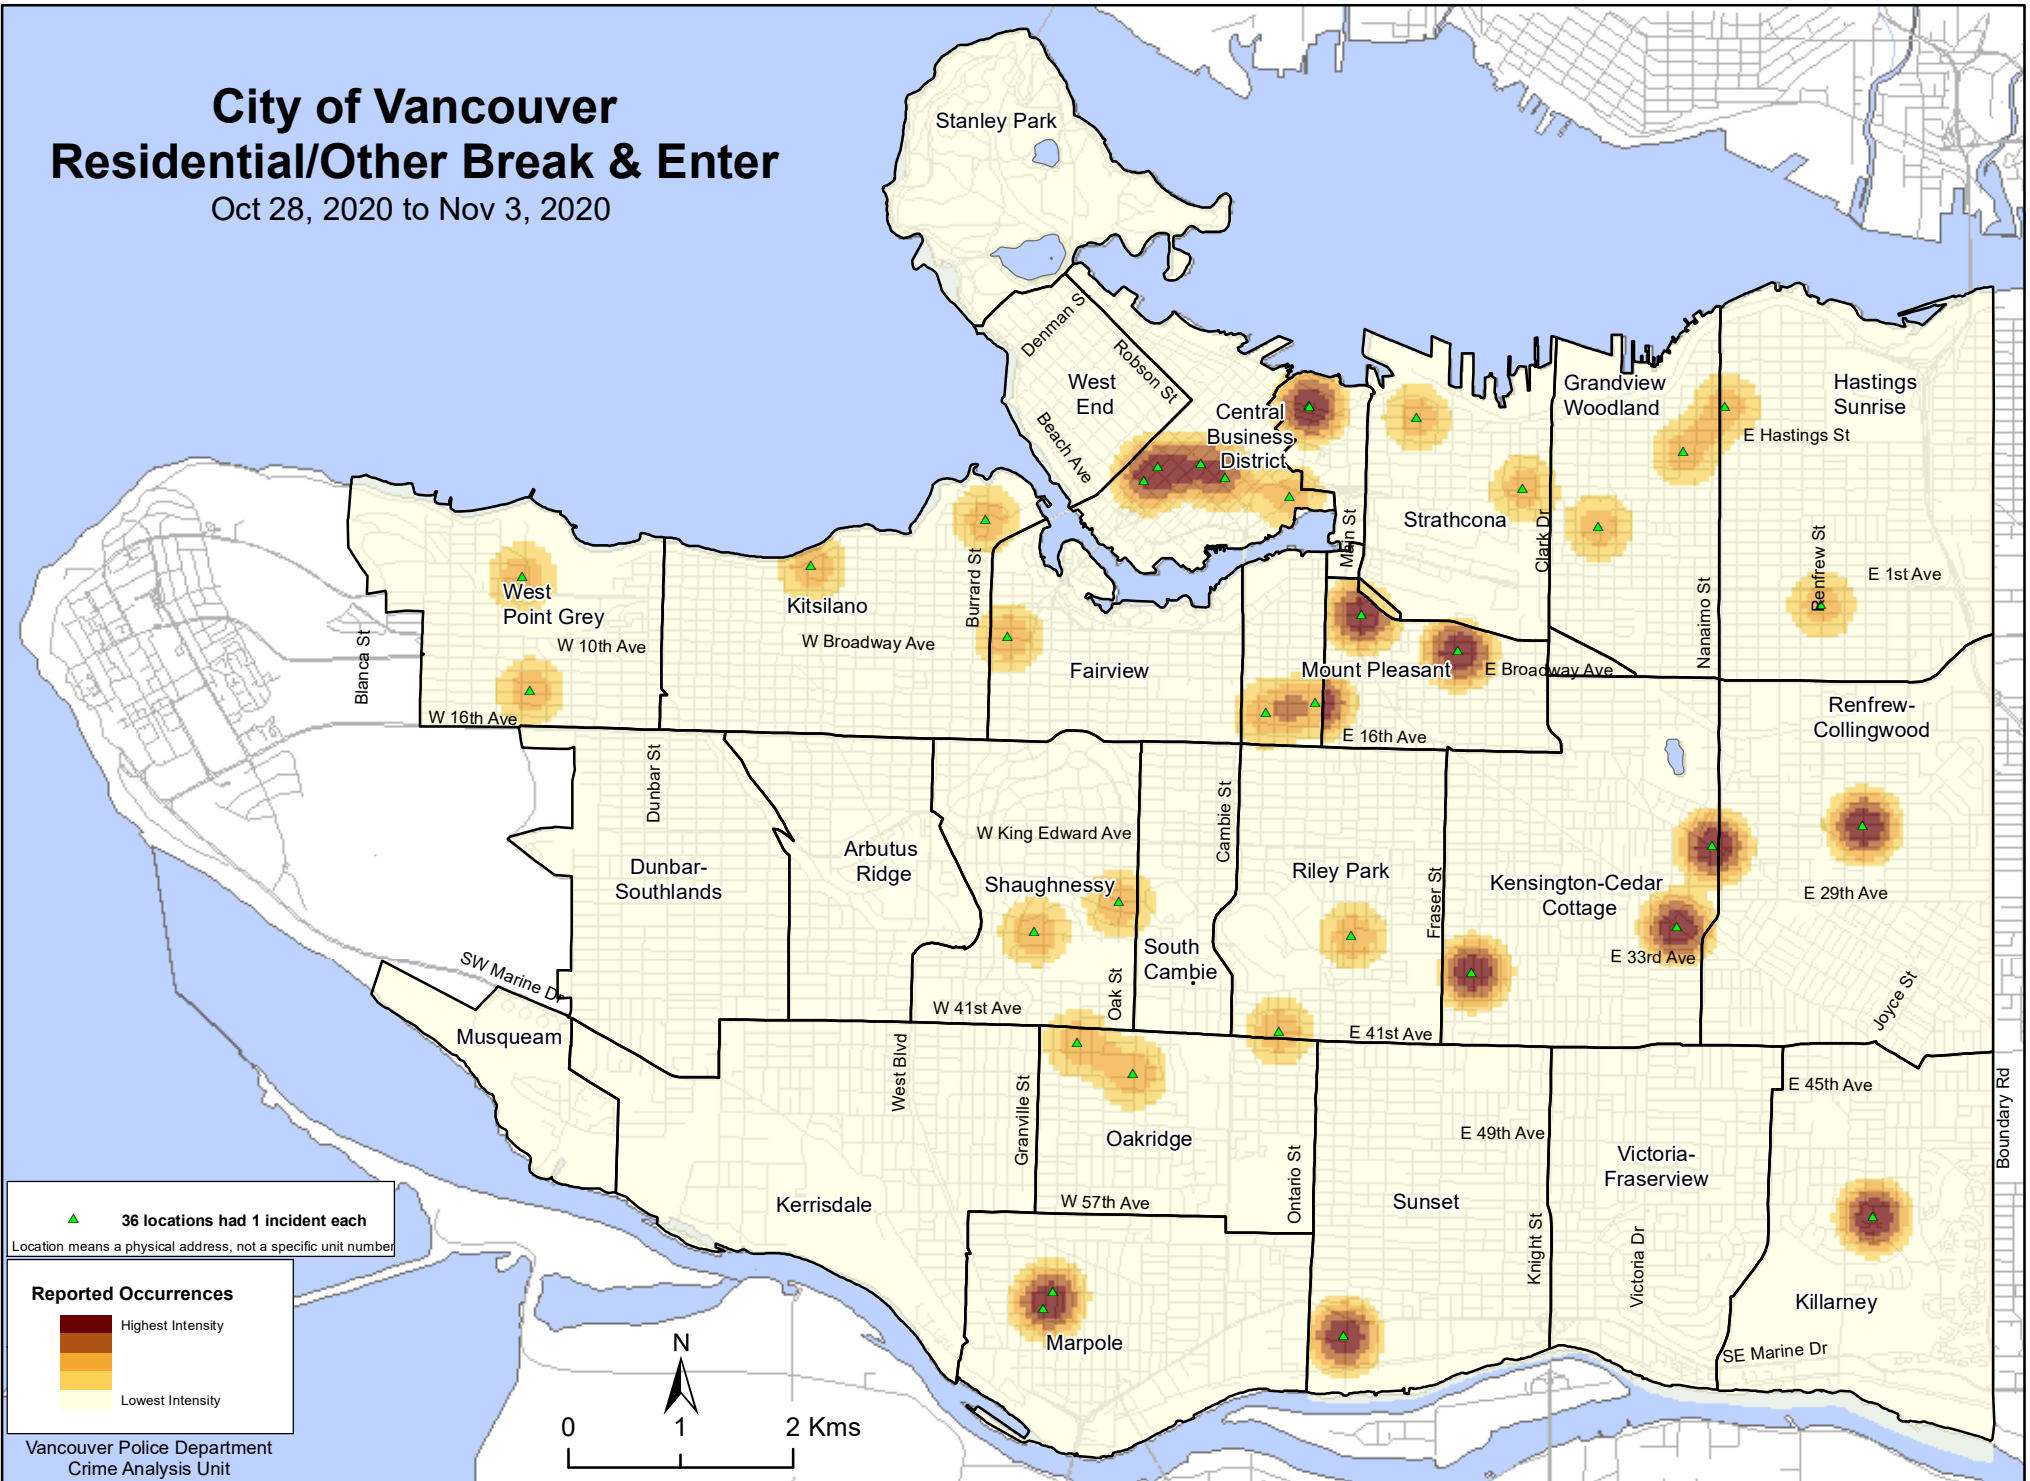 City of Vancouver
Residential/Other Break & Enter
Oct 28, 2020 to Nov 3, 2020
Stanley Park
Denman S
Robson St
West
End
Beach Ave
Central
Business
District
Grandview
Woodland
Hastings
Sunrise
E Hastings St
Strathcona
Main St
Clark Dr
Nanaimo St
Renfrew St
E 1st Ave
West
Point Grey
W 10th Ave
Blanca St
W 16th Ave
Kitsilano
W Broadway Ave
Burrard St
Fairview
Mount Pleasant
E Broadway Ave
E 16th Ave
Renfrew-
Collingwood
Dunbar St
Dunbar-
Southlands
Arbutus
Ridge
W King Edward Ave
Shaughnessy
Cambie St
Riley Park
Fraser St
Kensington-Cedar
Cottage
E 29th Ave
E 33rd Ave
South
Cambie
Oak St
W 41st Ave
E 41st Ave
Joyce St
SW Marine Dr
Musqueam
West Blvd
Granville St
Oakridge
Ontario St
E 49th Ave
E 45th Ave
Boundary Rd
Kerrisdale
W 57th Ave
Sunset
Victoria-
Fraserview
Knight St
Victoria Dr
Killarney
SE Marine Dr
Marpole
36 locations had 1 incident each
Location means a physical address, not a specific unit number
Reported Occurrences
Highest Intensity
Lowest Intensity
Vancouver Police Department
Crime Analysis Unit
N
0 1 2 Kms